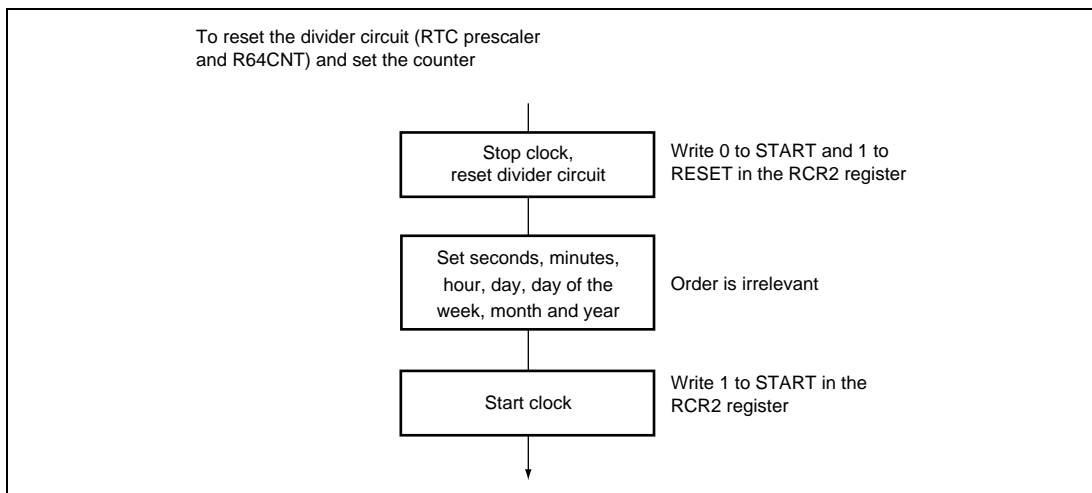 To reset the divider circuit (RTC prescaler
and R64CNT) and set the counter
Stop clock,
reset divider circuit
Write 0 to START and 1 to
RESET in the RCR2 register
Set seconds, minutes,
hour, day, day of the
week, month and year
Order is irrelevant
Start clock
Write 1 to START in the
RCR2 register